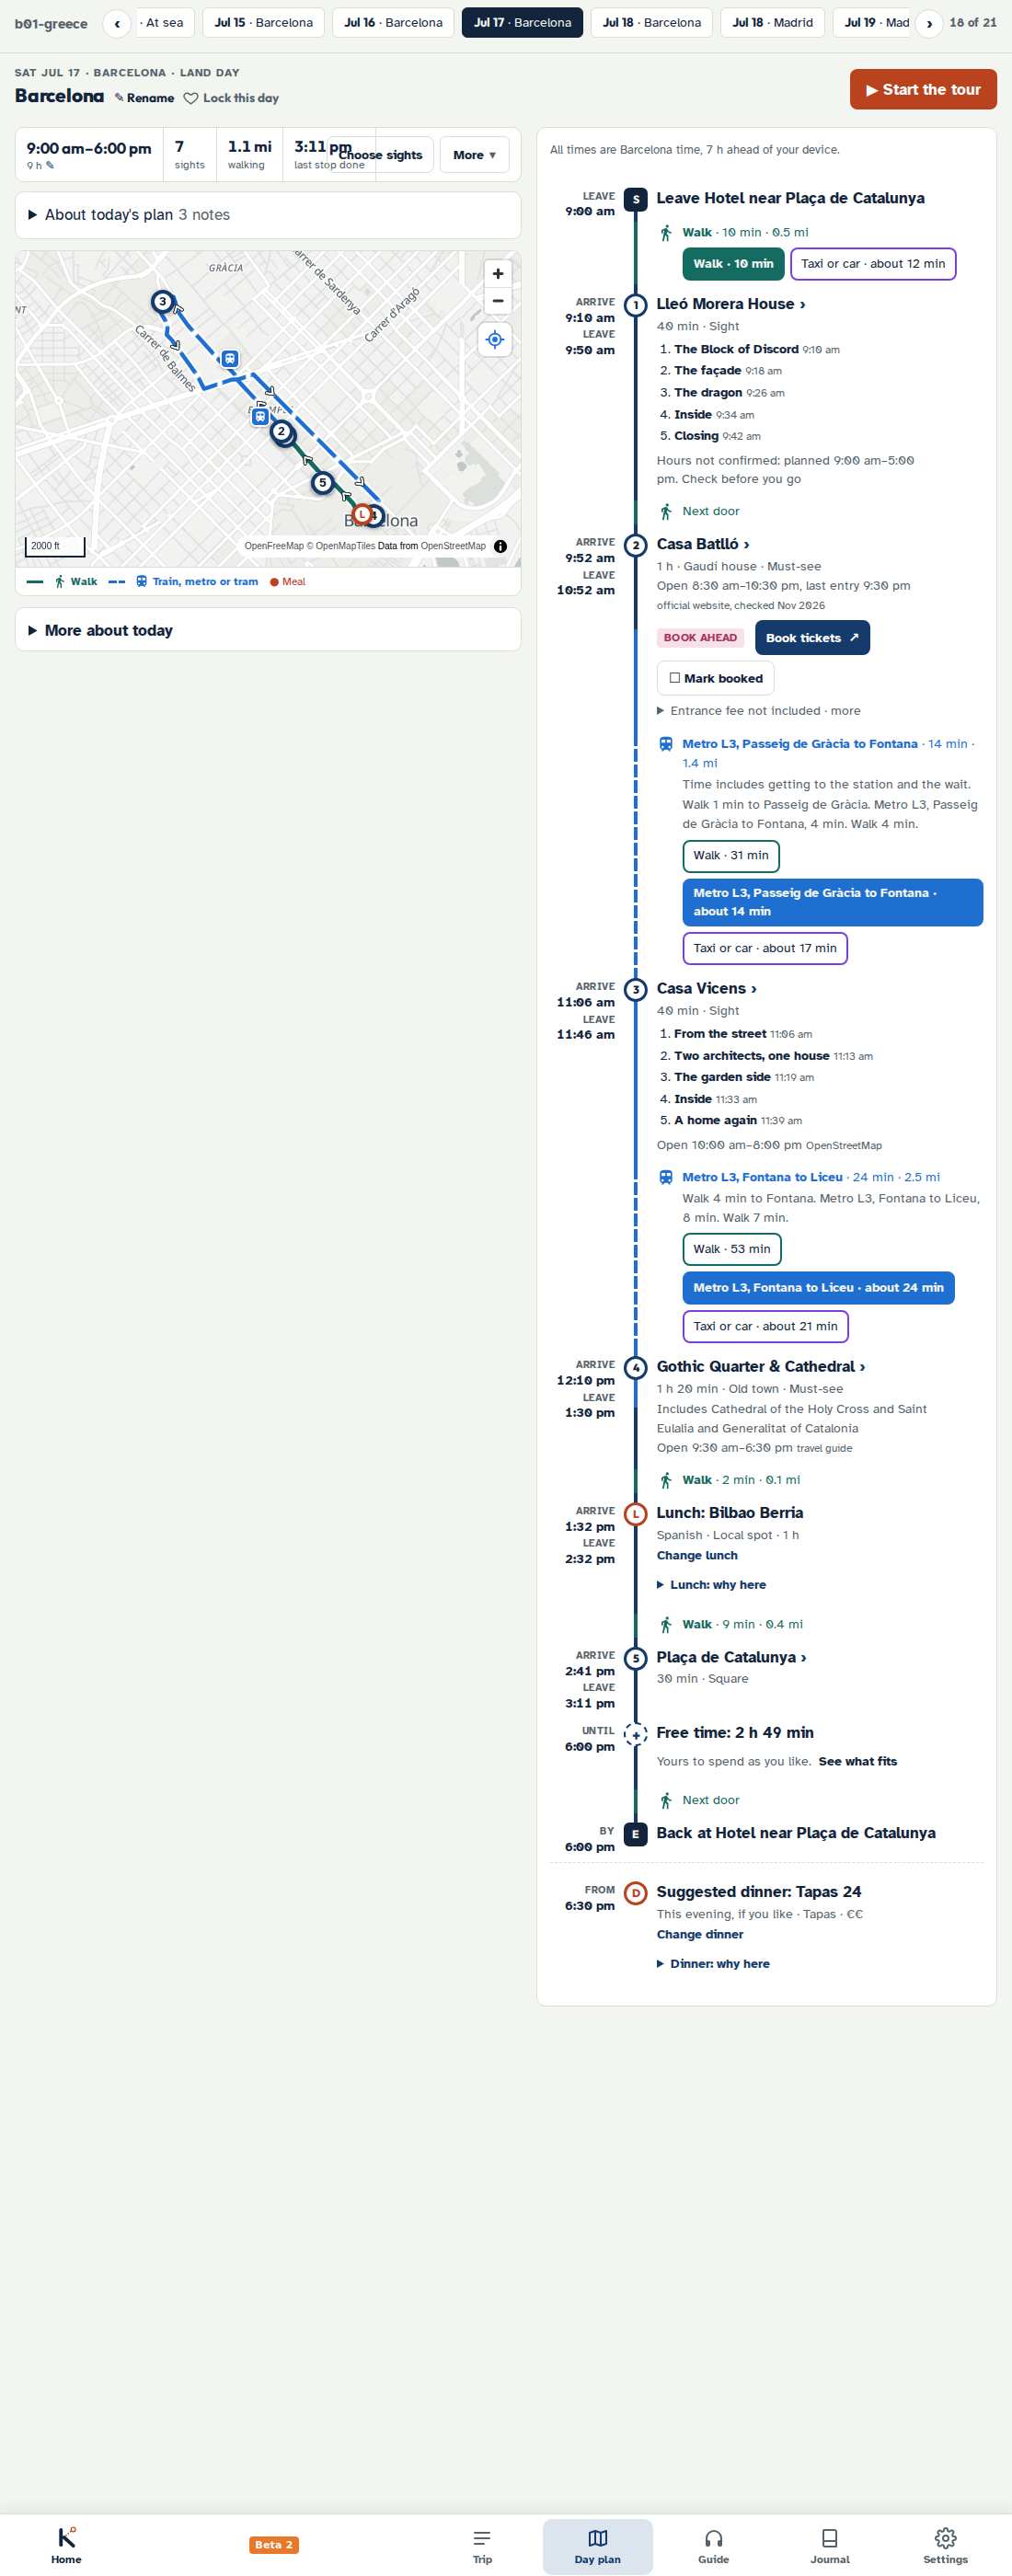 b01-greece
‹
· At sea
Jul 15 · Barcelona
Jul 16 · Barcelona
Jul 17 · Barcelona
Jul 18 · Barcelona
Jul 18 · Madrid
Jul 19 · Mad
›
18 of 21
SAT JUL 17 · BARCELONA · LAND DAY
Barcelona
✎ Rename
Lock this day
▶ Start the tour
9:00 am–6:00 pm
9 h ✎
7
sights
1.1 mi
walking
3:11 pm
last stop done
Choose sights
More ▾
▶ About today's plan 3 notes
GRÀCIA
Carrer de Sardenya
Carrer d'Aragó
Carrer de Balmes
NT
3
2
5
L
4
+
−
2000 ft
OpenFreeMap © OpenMapTiles Data from OpenStreetMap
Walk
Train, metro or tram
Meal
▶ More about today
All times are Barcelona time, 7 h ahead of your device.
LEAVE
9:00 am
S
Leave Hotel near Plaça de Catalunya
Walk · 10 min · 0.5 mi
Walk · 10 min
Taxi or car · about 12 min
ARRIVE
9:10 am
LEAVE
9:50 am
1
Lleó Morera House ›
40 min · Sight
1. The Block of Discord 9:10 am
2. The façade 9:18 am
3. The dragon 9:26 am
4. Inside 9:34 am
5. Closing 9:42 am
Hours not confirmed; planned 9:00 am–5:00
pm. Check before you go
Next door
ARRIVE
9:52 am
LEAVE
10:52 am
2
Casa Batlló ›
1 h · Gaudí house · Must-see
Open 8:30 am–10:30 pm, last entry 9:30 pm
official website, checked Nov 2026
BOOK AHEAD
Book tickets ↗
☐ Mark booked
▶ Entrance fee not included · more
Metro L3, Passeig de Gràcia to Fontana · 14 min ·
1.4 mi
Time includes getting to the station and the wait.
Walk 1 min to Passeig de Gràcia. Metro L3, Passeig
de Gràcia to Fontana, 4 min. Walk 4 min.
Walk · 31 min
Metro L3, Passeig de Gràcia to Fontana ·
about 14 min
Taxi or car · about 17 min
ARRIVE
11:06 am
LEAVE
11:46 am
3
Casa Vicens ›
40 min · Sight
1. From the street 11:06 am
2. Two architects, one house 11:13 am
3. The garden side 11:19 am
4. Inside 11:33 am
5. A home again 11:39 am
Open 10:00 am–8:00 pm OpenStreetMap
Metro L3, Fontana to Liceu · 24 min · 2.5 mi
Walk 4 min to Fontana. Metro L3, Fontana to Liceu,
8 min. Walk 7 min.
Walk · 53 min
Metro L3, Fontana to Liceu · about 24 min
Taxi or car · about 21 min
ARRIVE
12:10 pm
LEAVE
1:30 pm
4
Gothic Quarter & Cathedral ›
1 h 20 min · Old town · Must-see
Includes Cathedral of the Holy Cross and Saint
Eulalia and Generalitat of Catalonia
Open 9:30 am–6:30 pm travel guide
Walk · 2 min · 0.1 mi
ARRIVE
1:32 pm
LEAVE
2:32 pm
L
Lunch: Bilbao Berria
Spanish · Local spot · 1 h
Change lunch
▶ Lunch: why here
Walk · 9 min · 0.4 mi
ARRIVE
2:41 pm
LEAVE
3:11 pm
5
Plaça de Catalunya ›
30 min · Square
UNTIL
6:00 pm
+
Free time: 2 h 49 min
Yours to spend as you like. See what fits
Next door
BY
6:00 pm
E
Back at Hotel near Plaça de Catalunya
FROM
6:30 pm
D
Suggested dinner: Tapas 24
This evening, if you like · Tapas · €€
Change dinner
▶ Dinner: why here
Home
Beta 2
Trip
Day plan
Guide
Journal
Settings